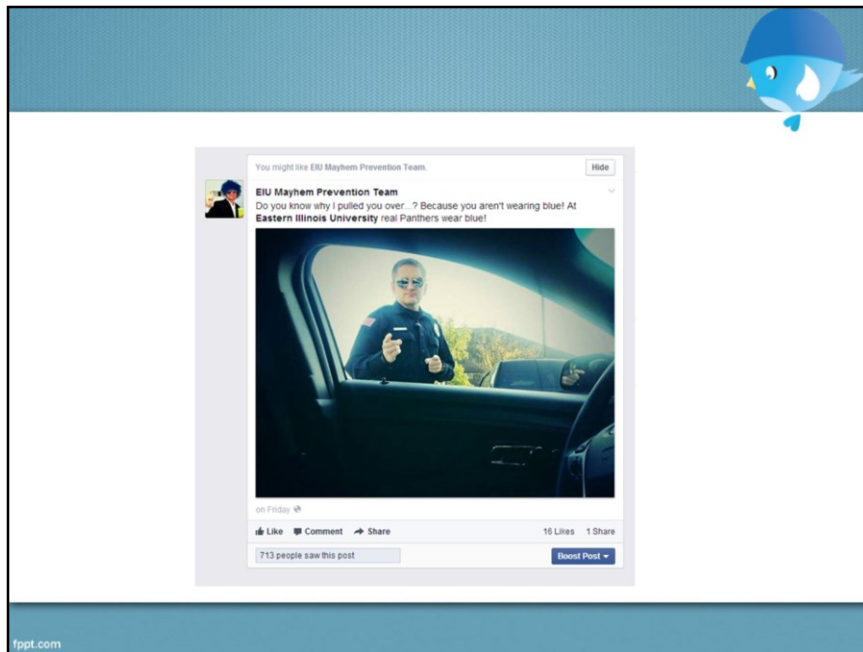 You might like EIU Mayhem Prevention Team.
Hide
EIU Mayhem Prevention Team
Do you know why I pulled you over...? Because you aren't wearing blue! At
Eastern Illinois University real Panthers wear blue!
on Friday
Like Comment Share
16 Likes 1 Share
713 people saw this post
Boost Post
fppt.com